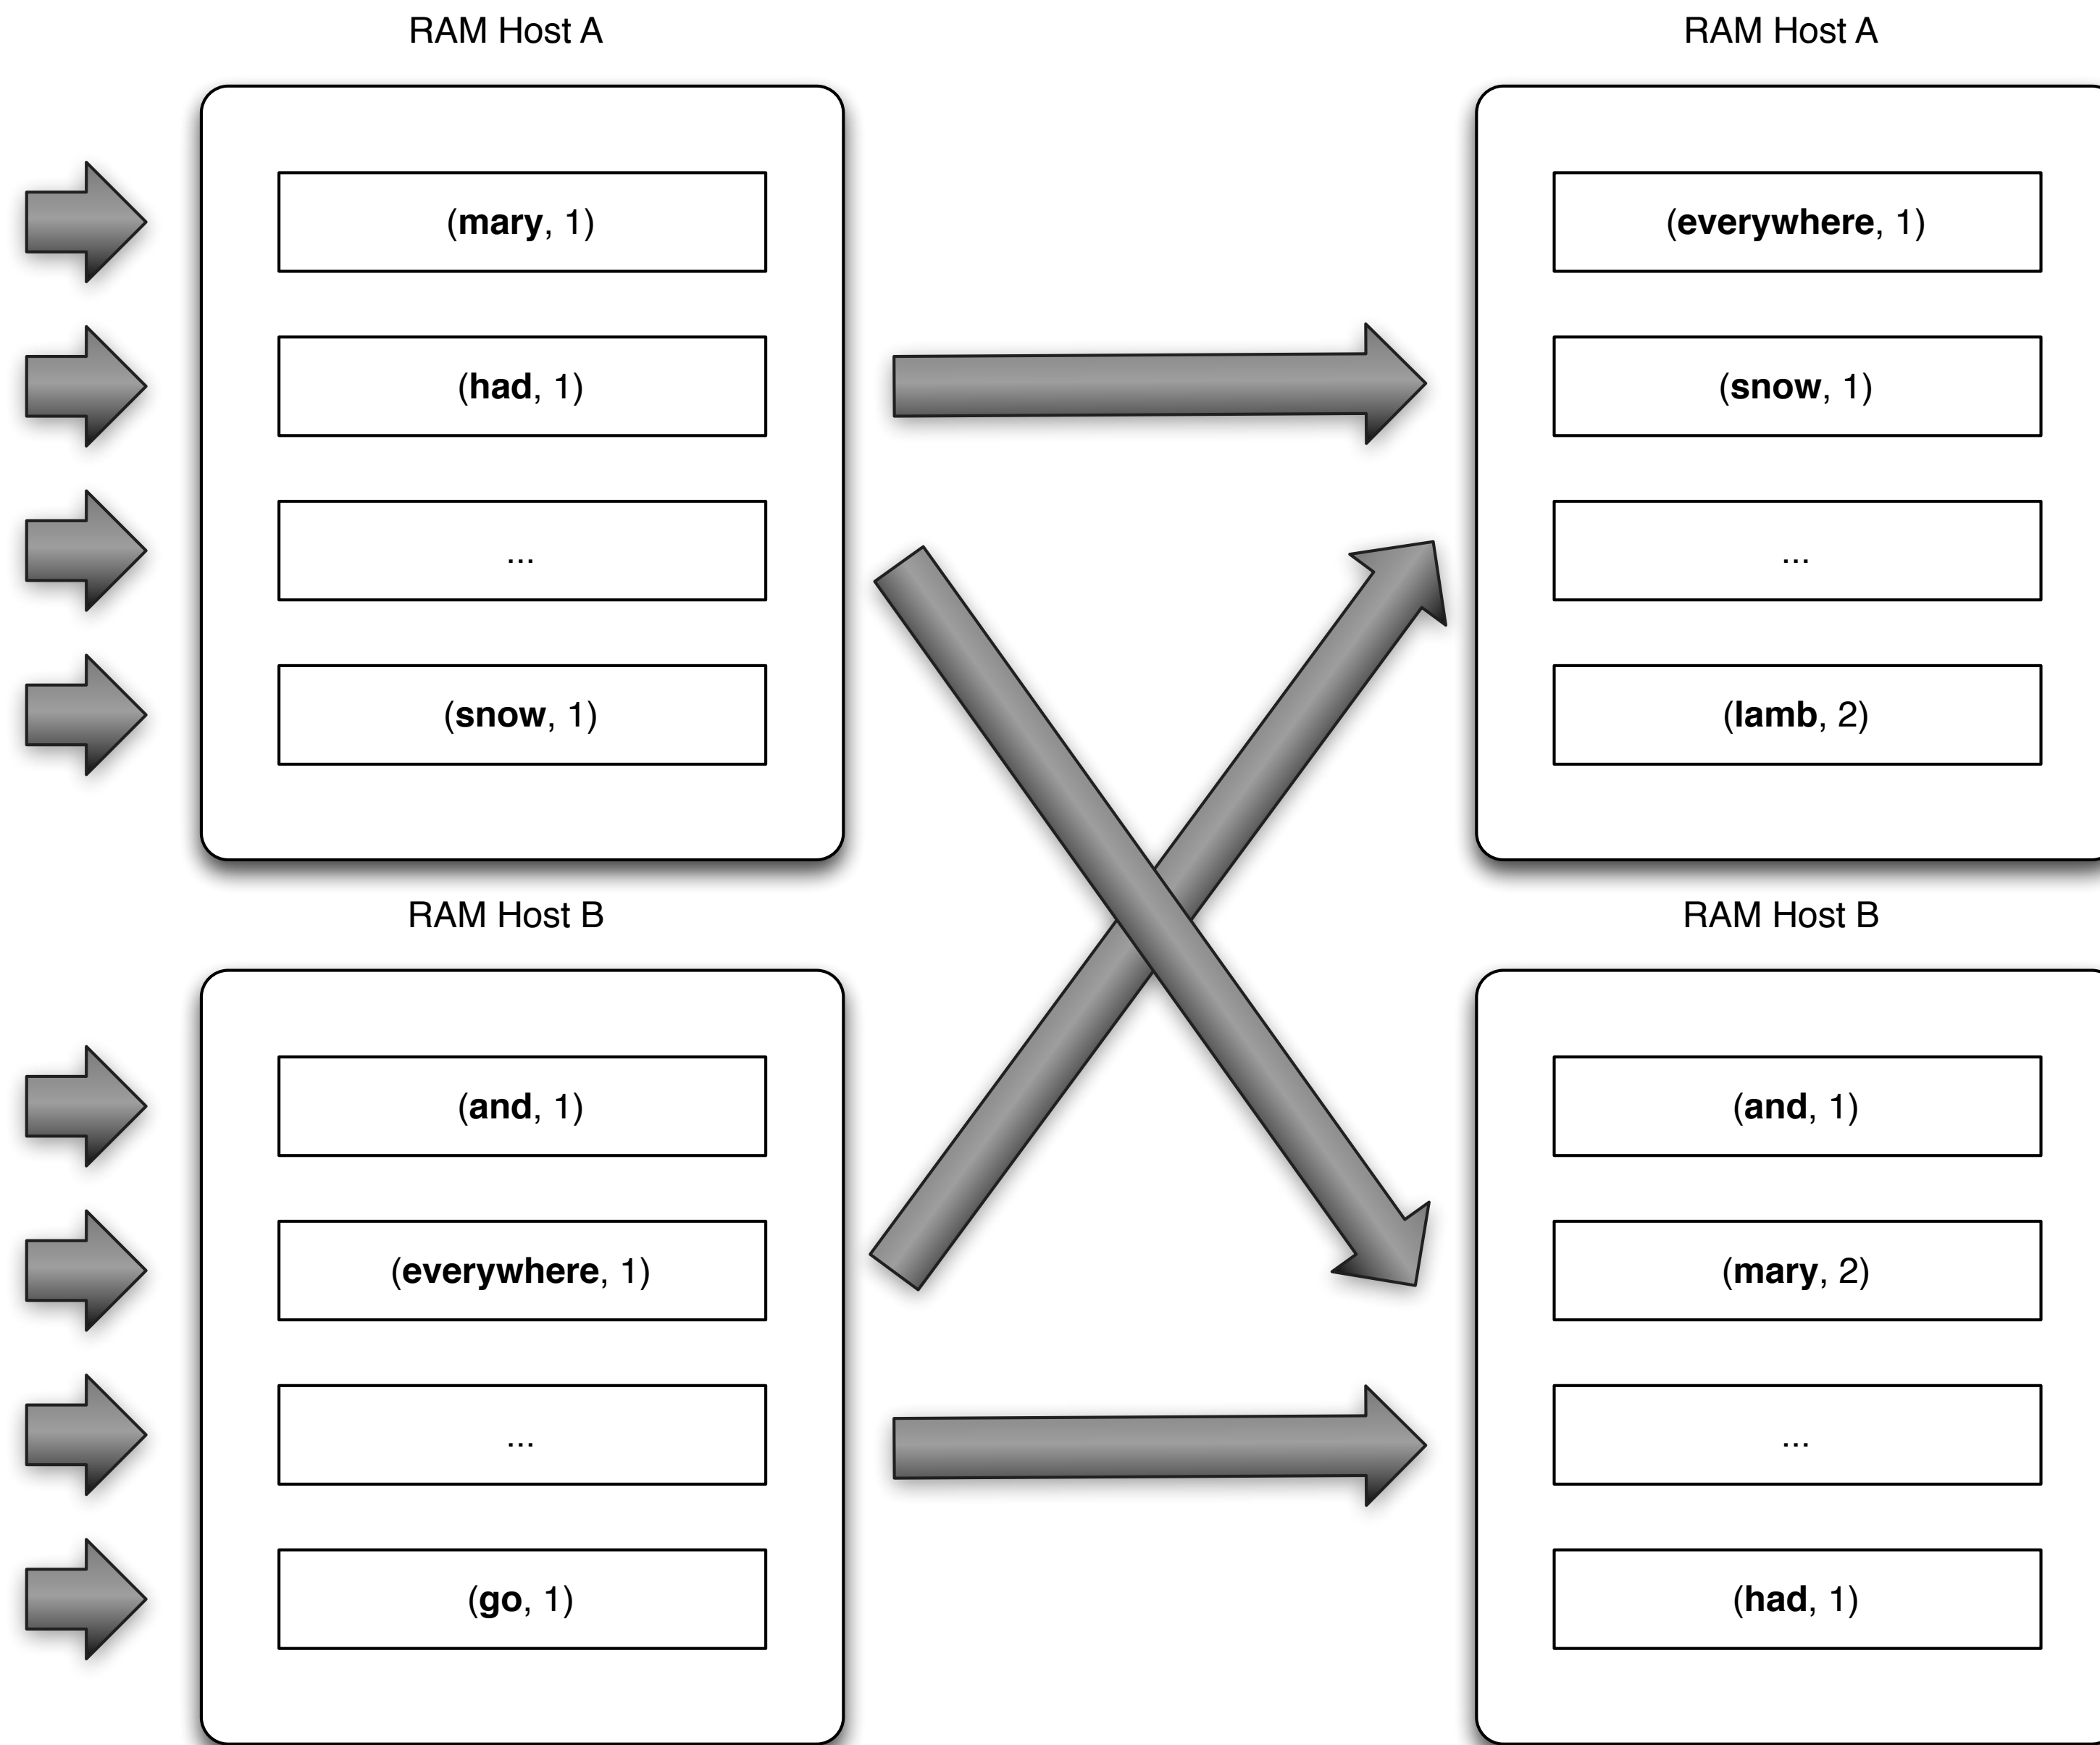 RAM Host A
(mary, 1)
(had, 1)
...
(snow, 1)
RAM Host B
(and, 1)
(everywhere, 1)
...
(go, 1)
RAM Host A
(everywhere, 1)
(snow, 1)
...
(lamb, 2)
RAM Host B
(and, 1)
(mary, 2)
...
(had, 1)